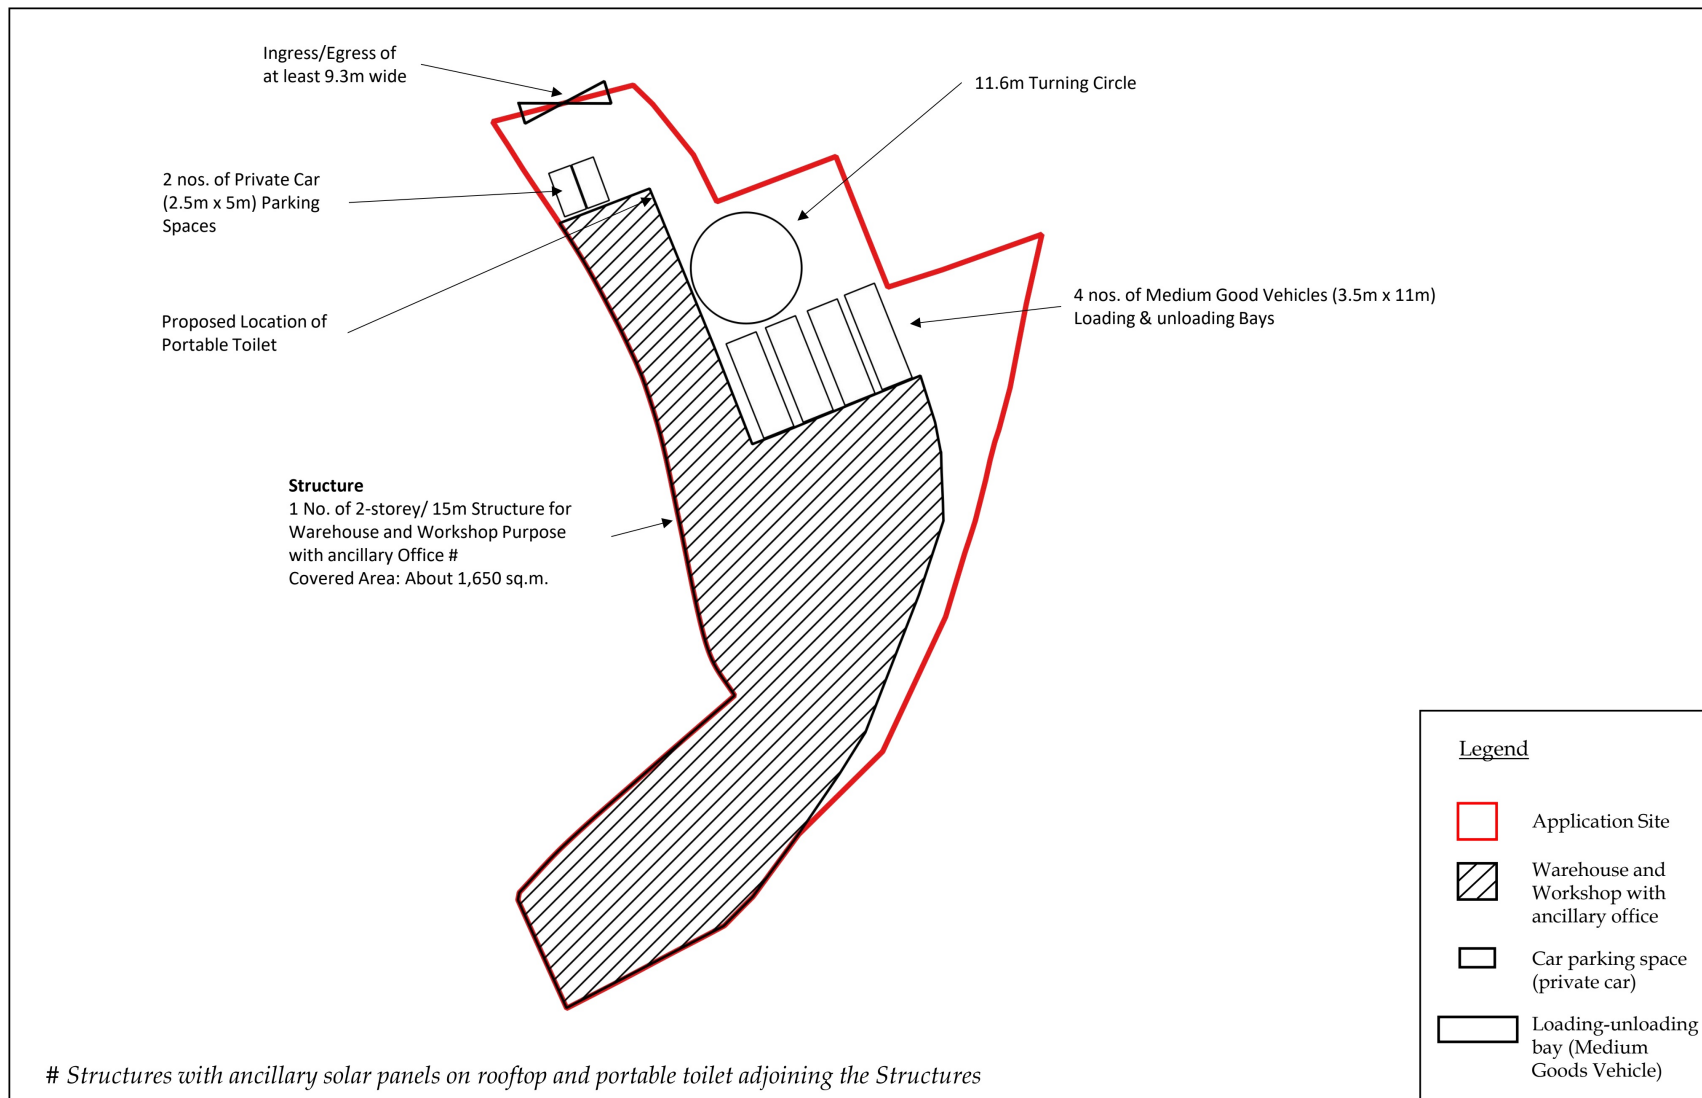 Ingress/Egress of
at least 9.3m wide
11.6m Turning Circle
2 nos. of Private Car
(2.5m x 5m) Parking
Spaces
4 nos. of Medium Good Vehicles (3.5m x 11m)
Loading & unloading Bays
Proposed Location of
Portable Toilet
Structure
1 No. of 2-storey/ 15m Structure for
Warehouse and Workshop Purpose
with ancillary Office #
Covered Area: About 1,650 sq.m.
Legend
Application Site
Warehouse and
Workshop with
ancillary office
Car parking space
(private car)
Loading-unloading
bay (Medium
Goods Vehicle)
# Structures with ancillary solar panels on rooftop and portable toilet adjoining the Structures